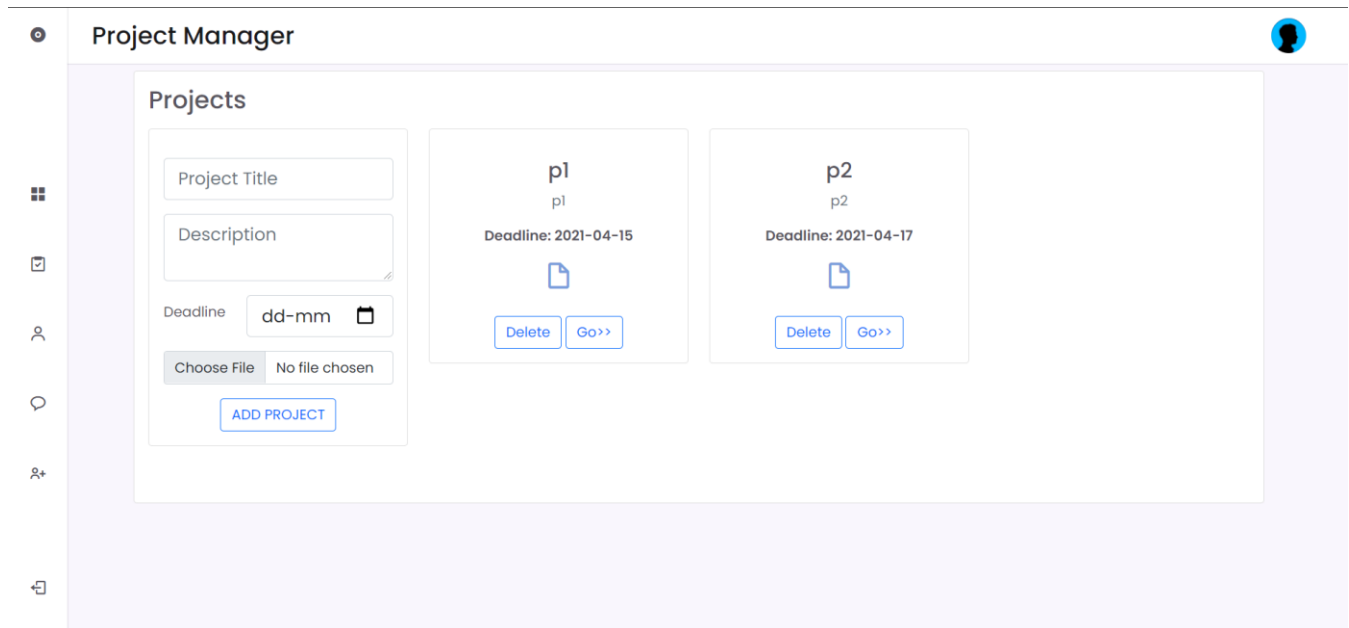 Project Manager
Projects
Project Title
Description
Deadline
dd-mm
Choose File No file chosen
ADD PROJECT
p1
p1
Deadline: 2021-04-15
Delete Go>>
p2
p2
Deadline: 2021-04-17
Delete Go>>